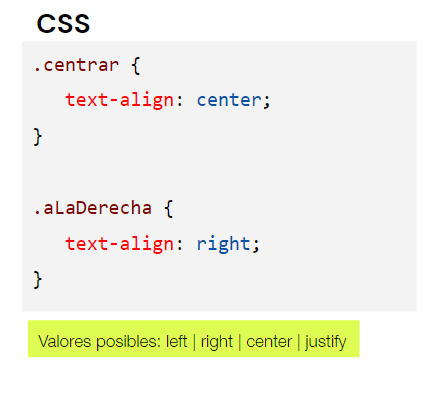 CSS
.centrar {
text-align: center;
}
.aLaDerecha {
text-align: right;
}
Valores posibles: left | right | center | justify